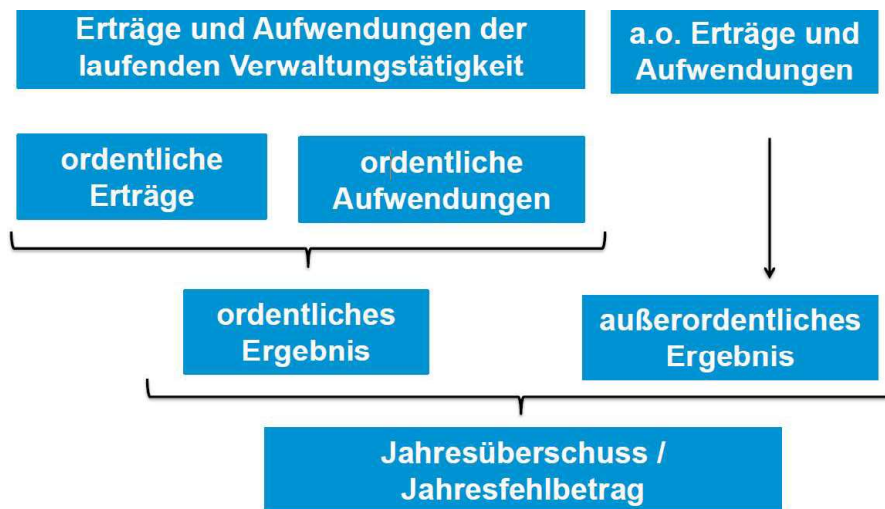 Erträge und Aufwendungen der
laufenden Verwaltungstätigkeit
a.o. Erträge und
Aufwendungen
ordentliche
Erträge
ordentliche
Aufwendungen
ordentliches
Ergebnis
außerordentliches
Ergebnis
Jahresüberschuss /
Jahresfehlbetrag